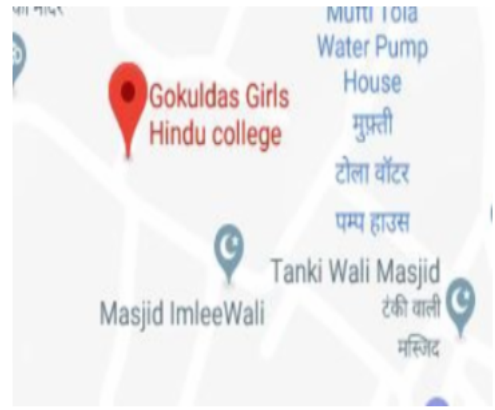 Mufti Tola
Water Pump
House
मुफ़्ती
टोला वॉटर
पम्प हाउस
Gokuldas Girls
Hindu college
Tanki Wali Masjid
टंकी वाली
मस्जिद
Masjid ImleeWali